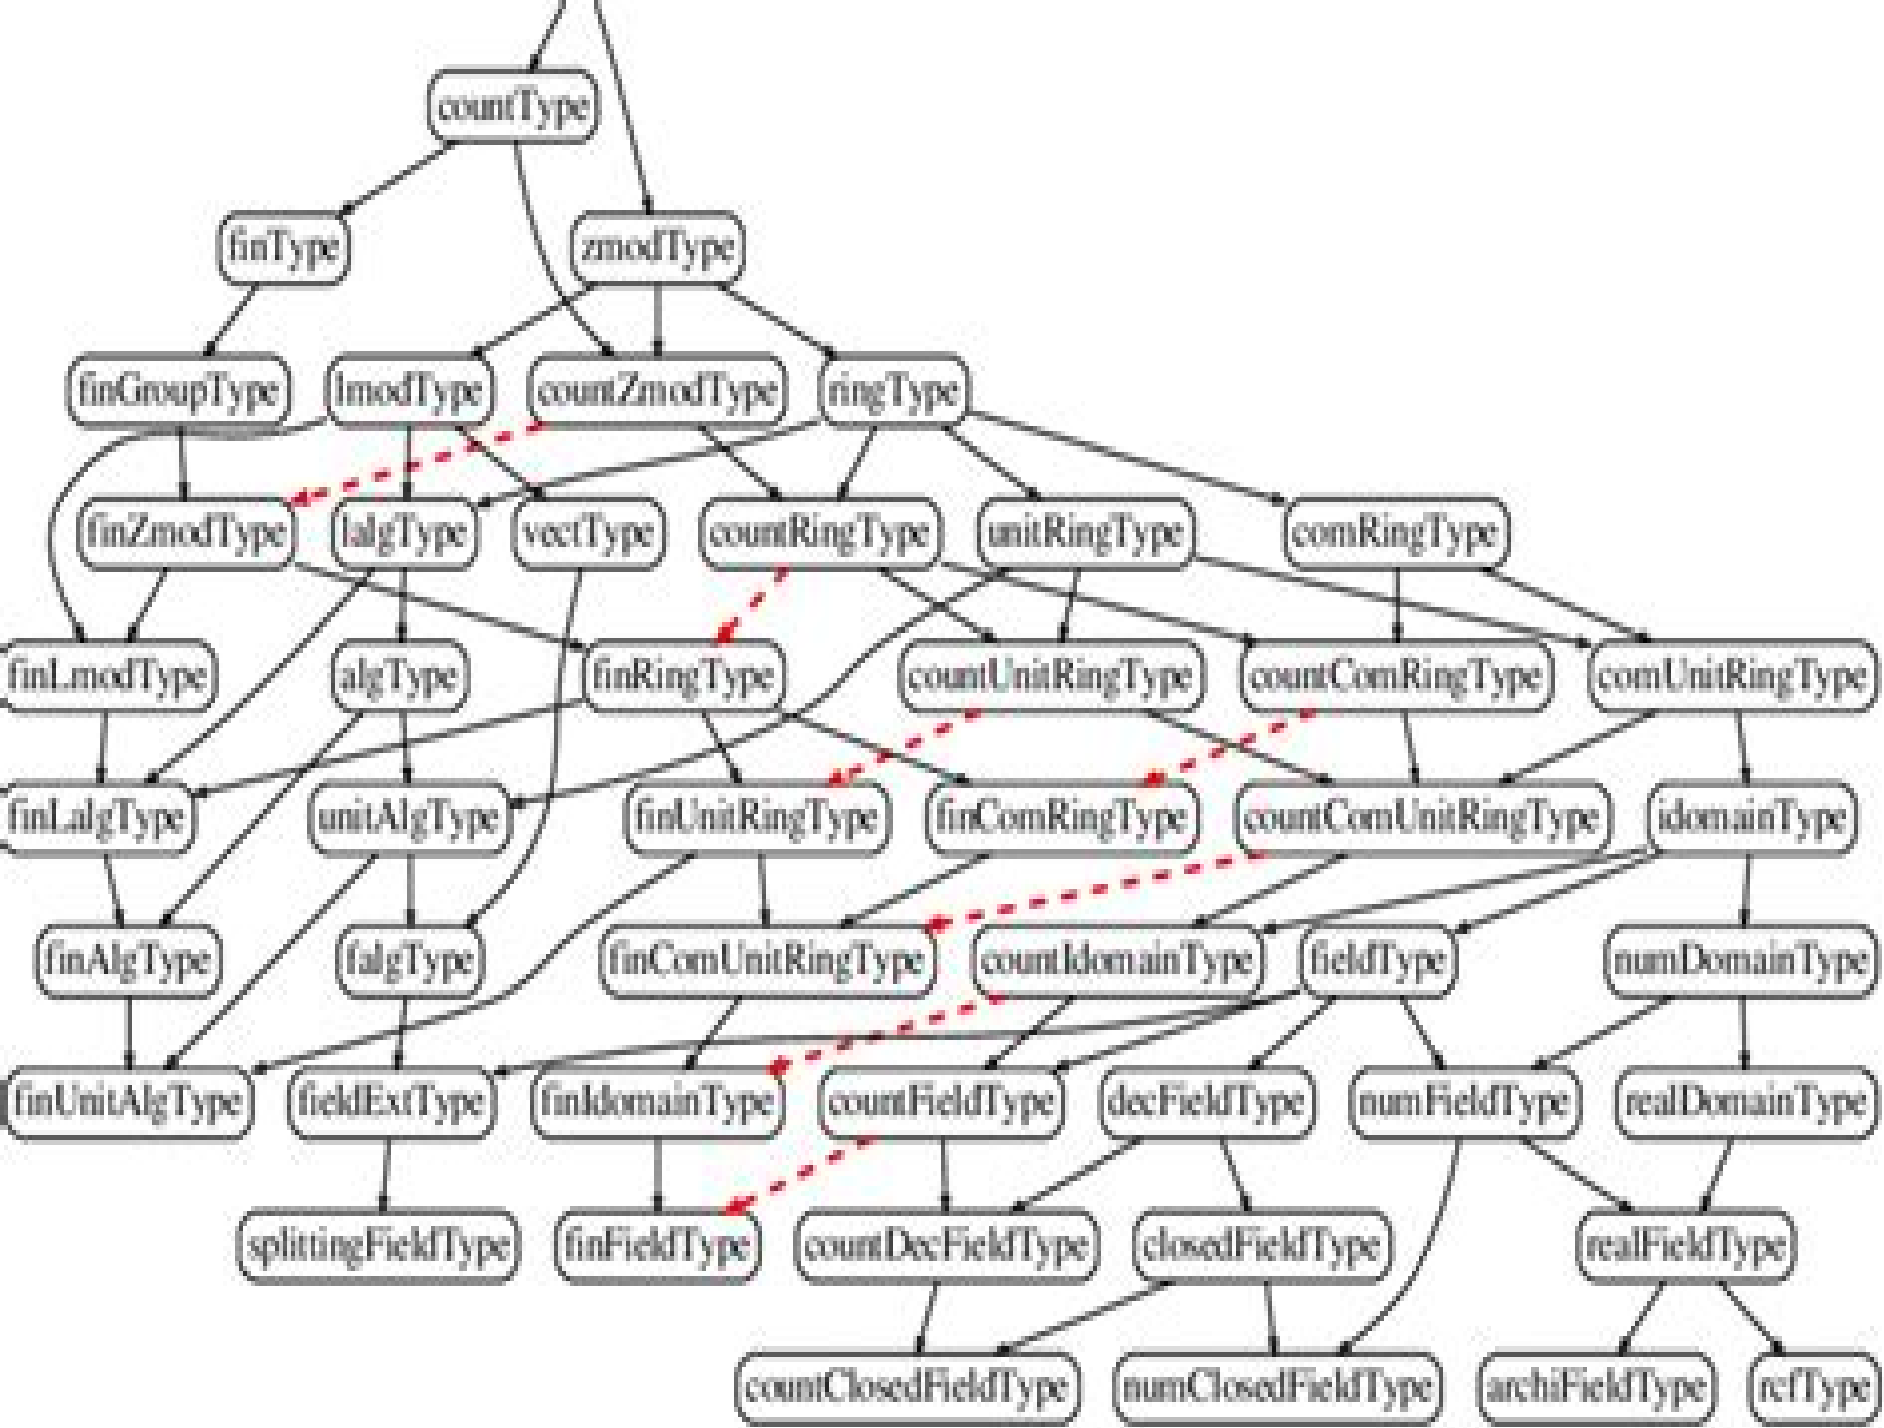 countType
finType
zmodType
finGroupType
lmodType
countZmodType
ringType
finZmodType
lalgType
vectType
countRingType
unitRingType
comRingType
finLmodType
algType
finRingType
countUnitRingType
countComRingType
comUnitRingType
finLalgType
unitAlgType
finUnitRingType
finComRingType
countComUnitRingType
idomainType
finAlgType
falgType
finComUnitRingType
countIdomainType
fieldType
numDomainType
finUnitAlgType
fieldExtType
finIdomainType
countFieldType
decFieldType
numFieldType
realDomainType
splittingFieldType
finFieldType
countDecFieldType
closedFieldType
realFieldType
countClosedFieldType
numClosedFieldType
archiFieldType
rcfType